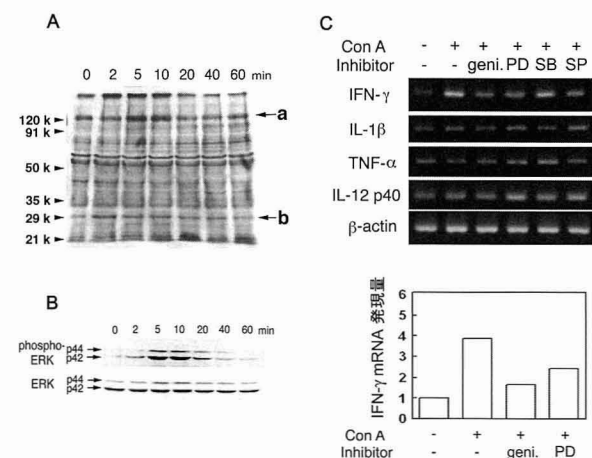 A
0 2 5 10 20 40 60 min
120 k
91 k
50 k
35 k
29 k
21 k
a
b
B
0 2 5 10 20 40 60 min
phospho-
ERK
p44
p42
ERK
p44
p42
C
Con A - + + + + +
Inhibitor - - geni. PD SB SP
IFN-γ
IL-1β
TNF-α
IL-12 p40
β-actin
IFN-γ mRNA 発現量
6
5
4
3
2
1
0
Con A - + + +
Inhibitor - - geni. PD